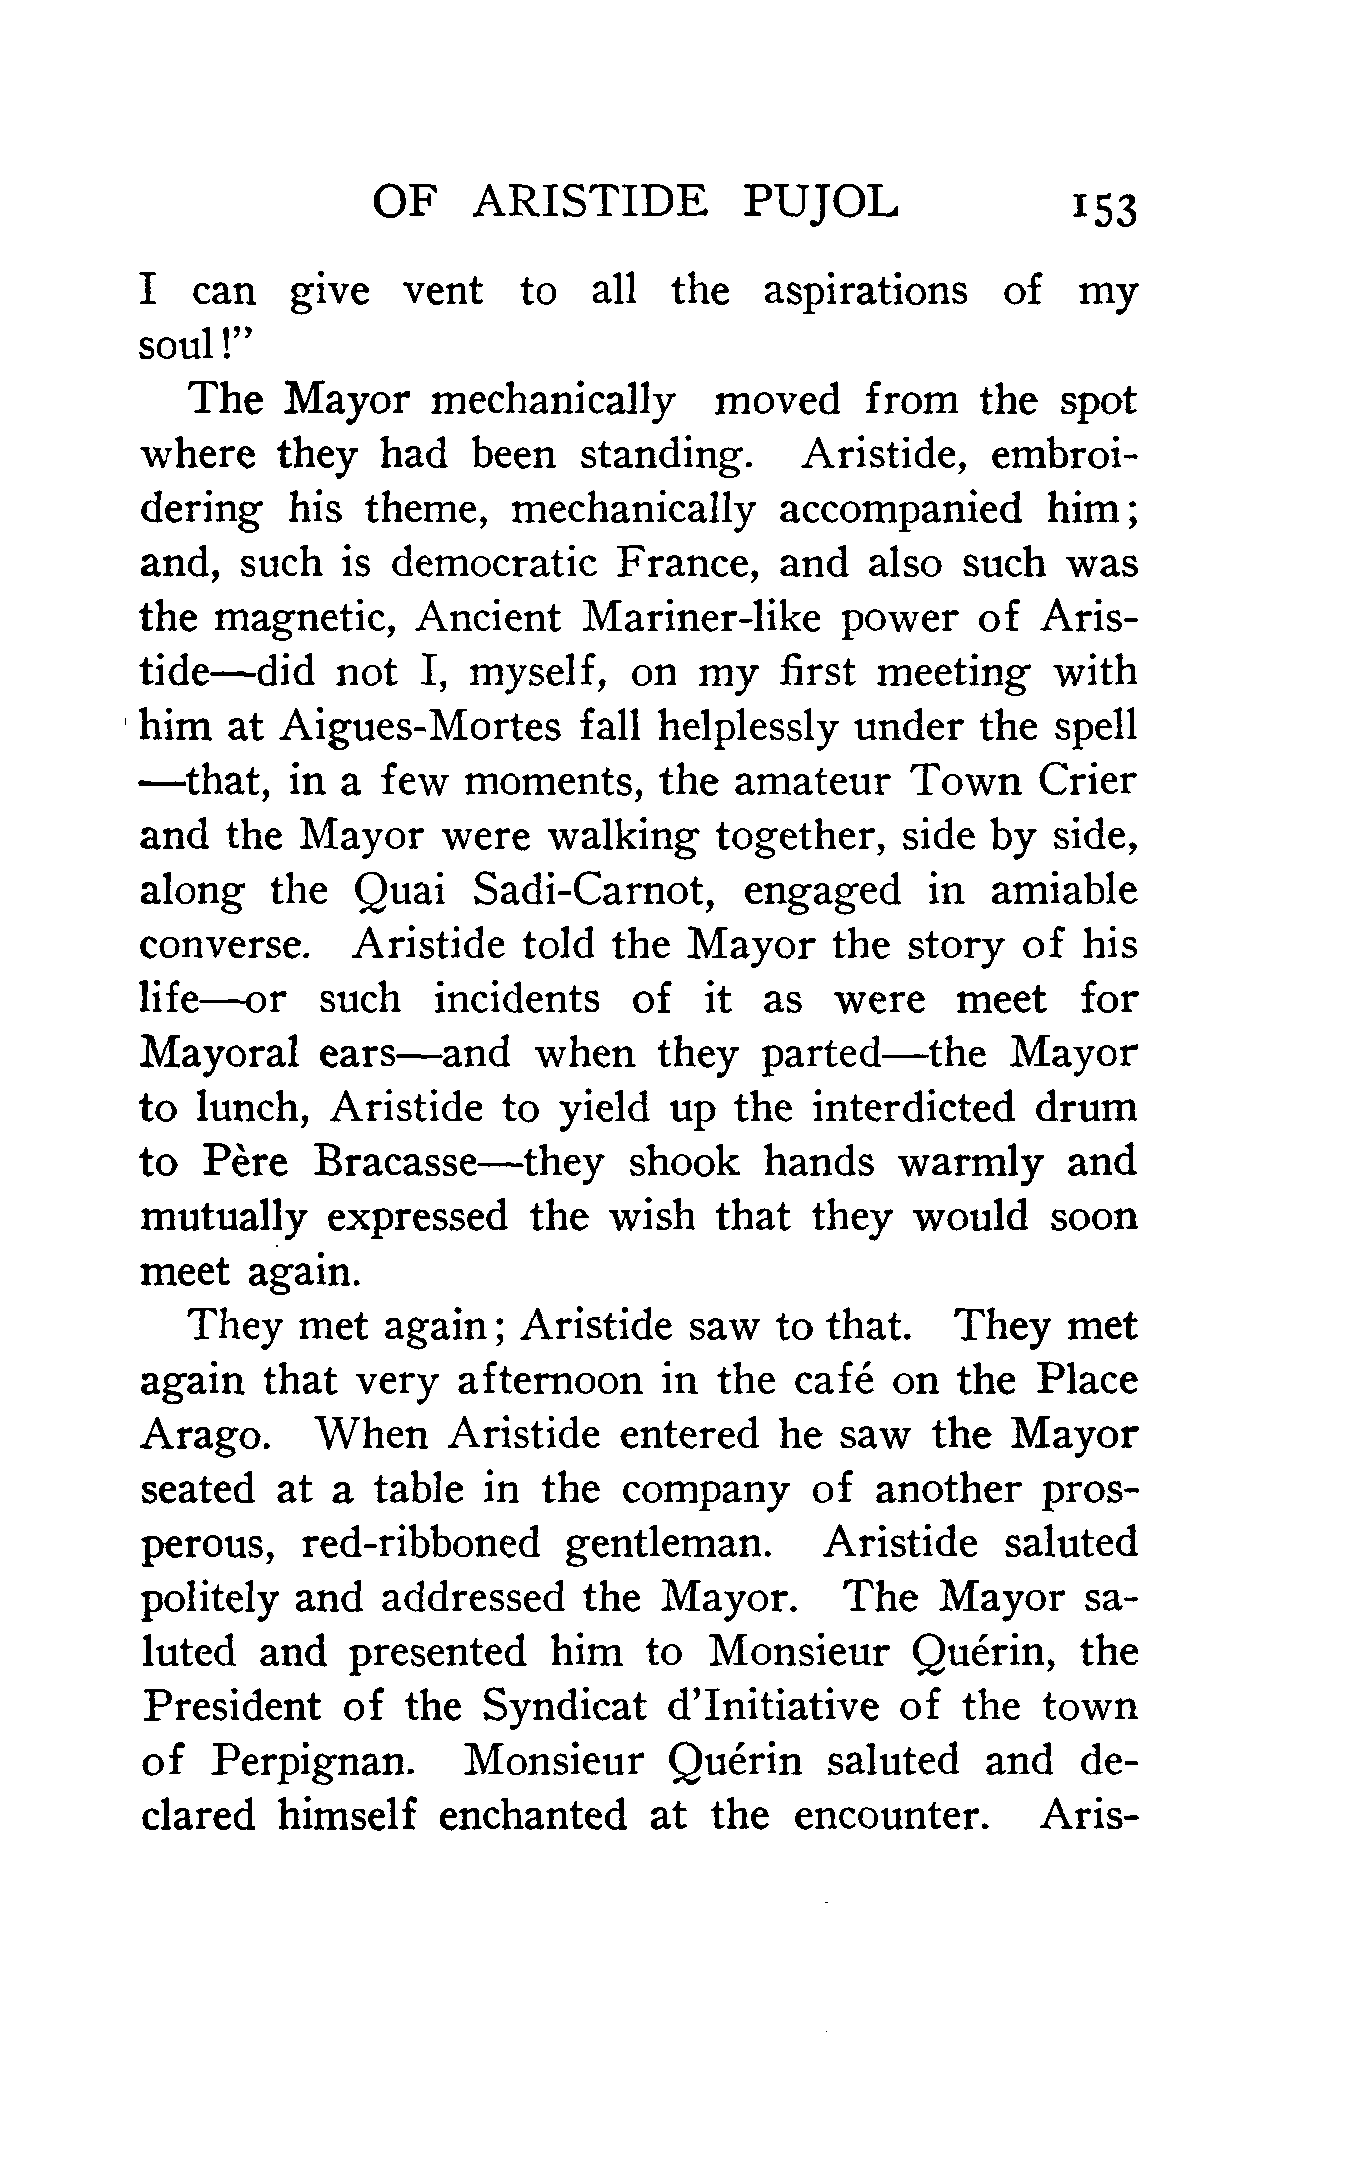 OF ARISTIDE PUJOL 153
I can give vent to all the aspirations of my
soul!”
The Mayor mechanically moved from the spot
where they had been standing. Aristide, embroi-
dering his theme, mechanically accompanied him;
and, such is democratic France, and also such was
the magnetic, Ancient Mariner-like power of Aris-
tide—did not I, myself, on my first meeting with
him at Aigues-Mortes fall helplessly under the spell
—that, in a few moments, the amateur Town Crier
and the Mayor were walking together, side by side,
along the Quai Sadi-Carnot, engaged in amiable
converse. Aristide told the Mayor the story of his
life—or such incidents of it as were meet for
Mayoral ears—and when they parted—the Mayor
to lunch, Aristide to yield up the interdicted drum
to Père Bracasse—they shook hands warmly and
mutually expressed the wish that they would soon
meet again.
They met again; Aristide saw to that. They met
again that very afternoon in the café on the Place
Arago. When Aristide entered he saw the Mayor
seated at a table in the company of another pros-
perous, red-ribboned gentleman. Aristide saluted
politely and addressed the Mayor. The Mayor sa-
luted and presented him to Monsieur Quérin, the
President of the Syndicat d’Initiative of the town
of Perpignan. Monsieur Quérin saluted and de-
clared himself enchanted at the encounter. Aris-